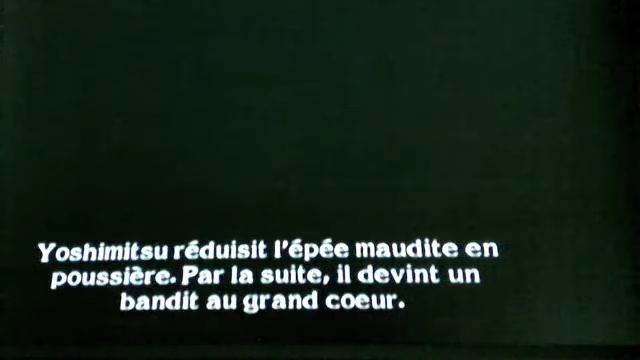 Yoshimitsu réduisit l'épée maudite en
poussière. Par la suite, il devint un
bandit au grand coeur.